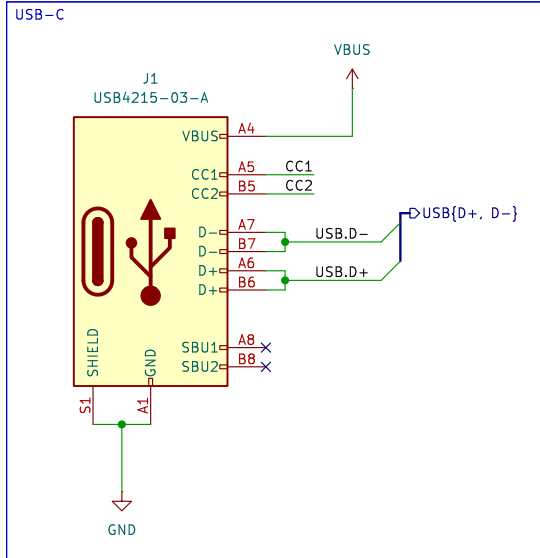 USB-C
VBUS
J1
USB4215-03-A
VBUS A4
CC1 A5 CC1
CC2 B5 CC2
D- A7
USB{D+, D-}
USB.D-
D- B7
D+ A6
USB.D+
D+ B6
SBU1 A8
SBU2 B8
SHIELD
GND
S1
A1
GND